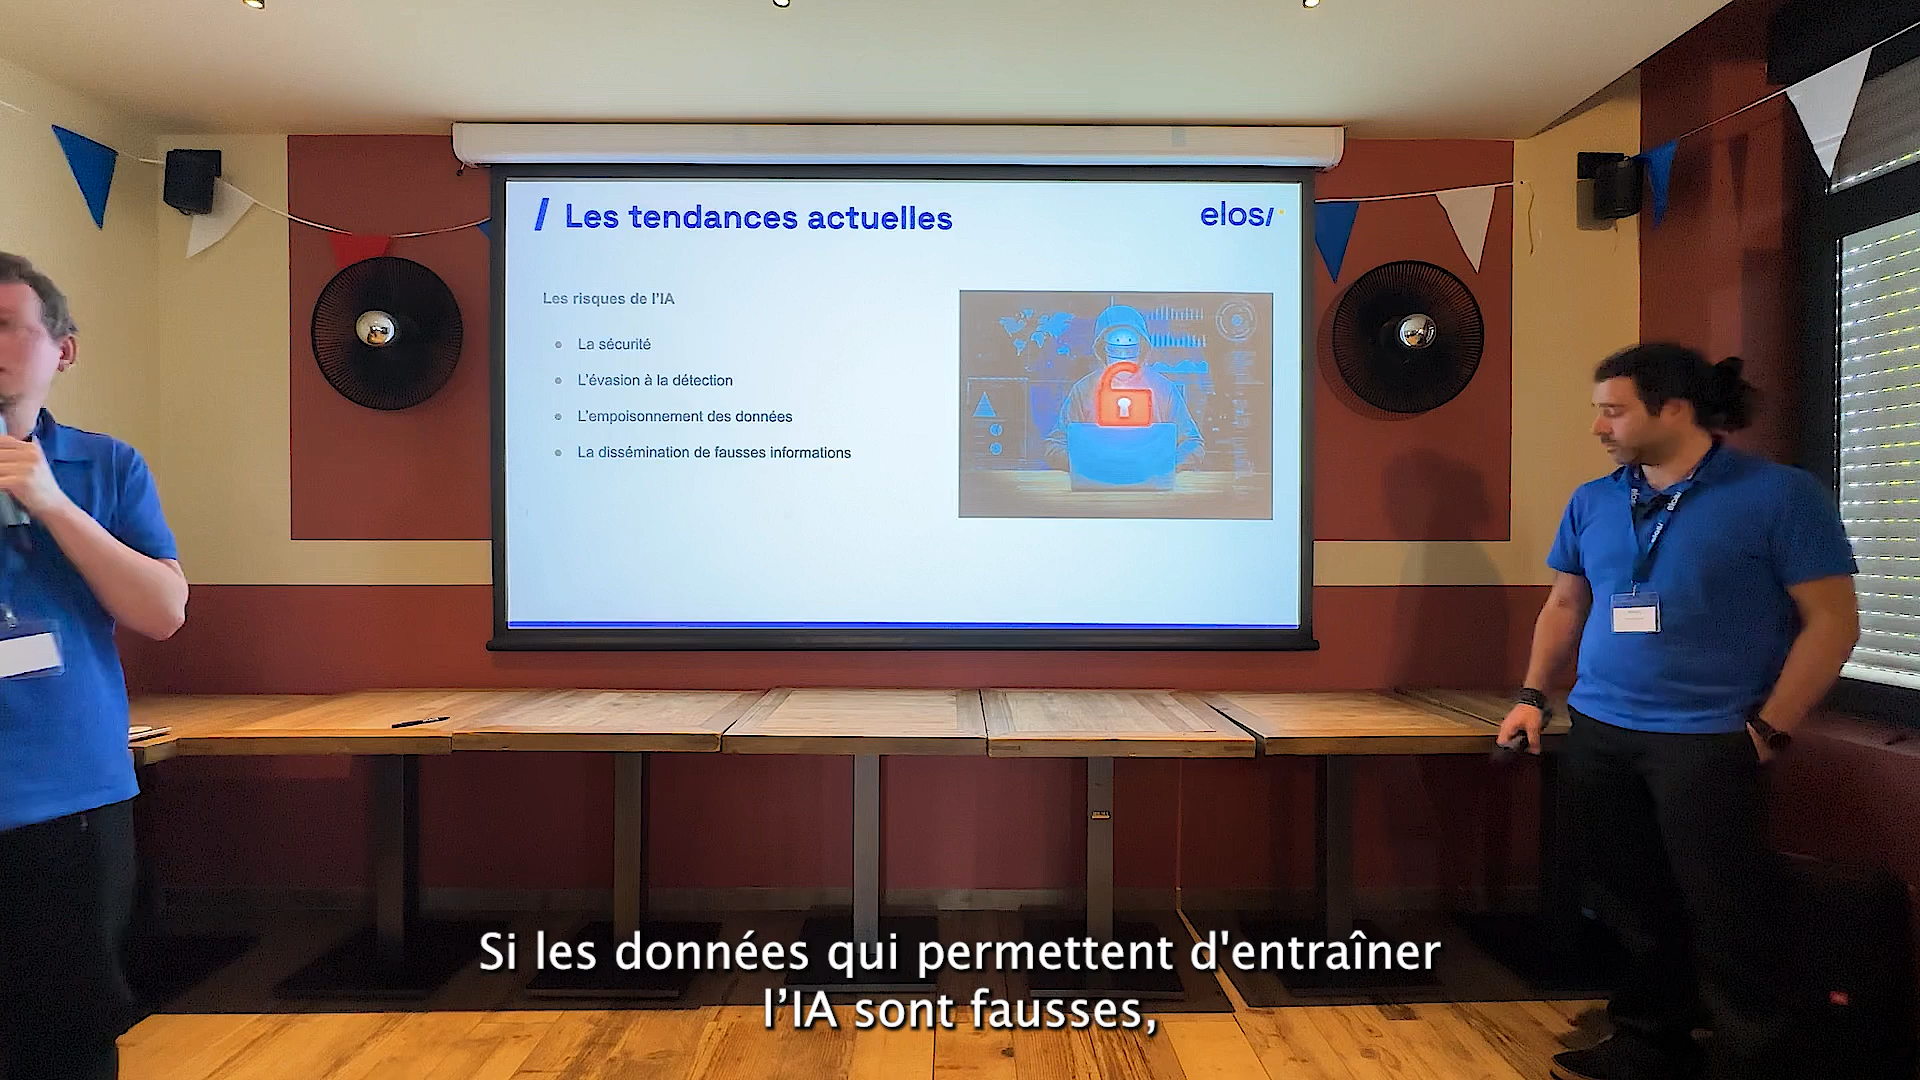 / Les tendances actuelles
elosi
Les risques de l'IA
La sécurité
L'évasion à la détection
L'empoisonnement des données
La dissémination de fausses informations
Si les données qui permettent d'entraîner
l'IA sont fausses,